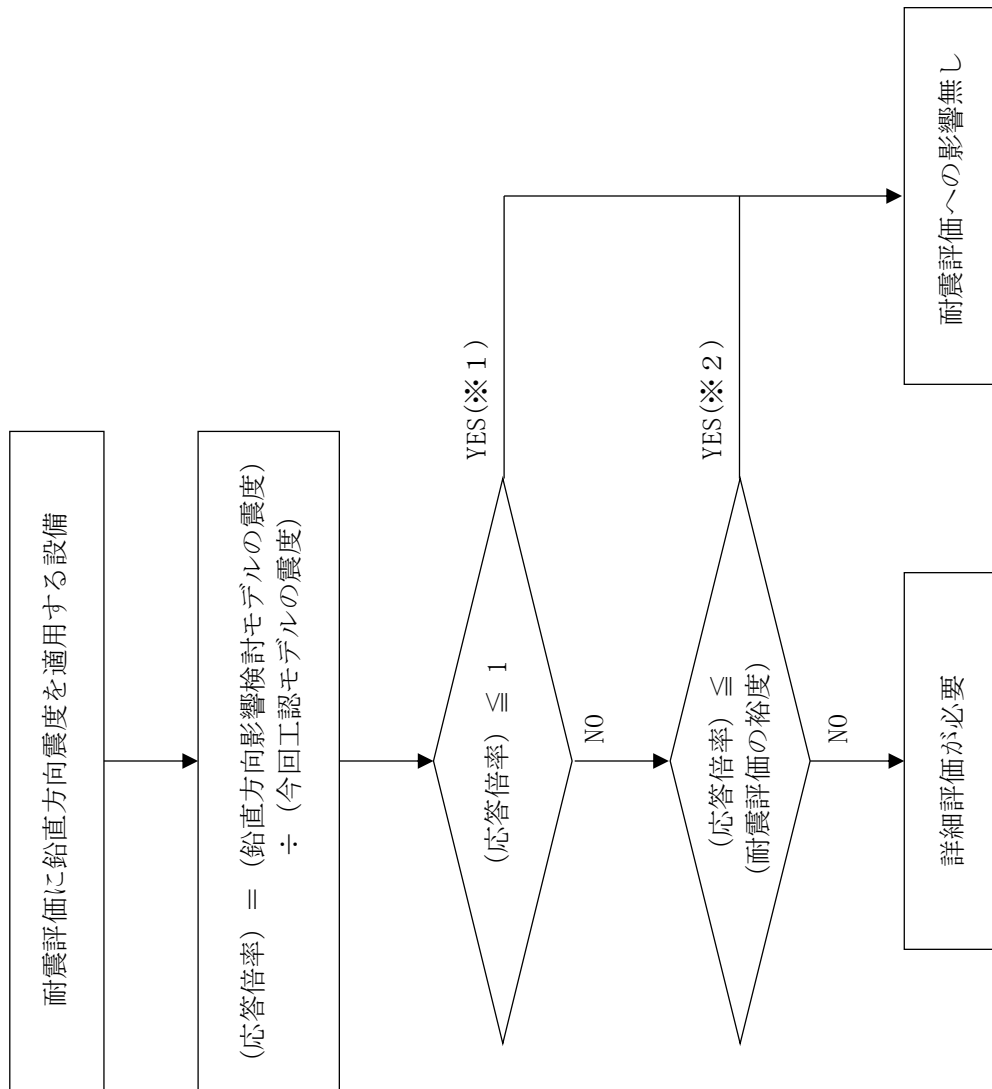 耐震評価に鉛直方向震度を適用する設備
(応答倍率) ＝ (鉛直方向影響検討モデルの震度)
÷ (今回工認モデルの震度)
(応答倍率) ≦ 1
YES(※１)
NO
(応答倍率) ≦
(耐震評価の裕度)
YES(※２)
NO
詳細評価が必要
耐震評価への影響無し